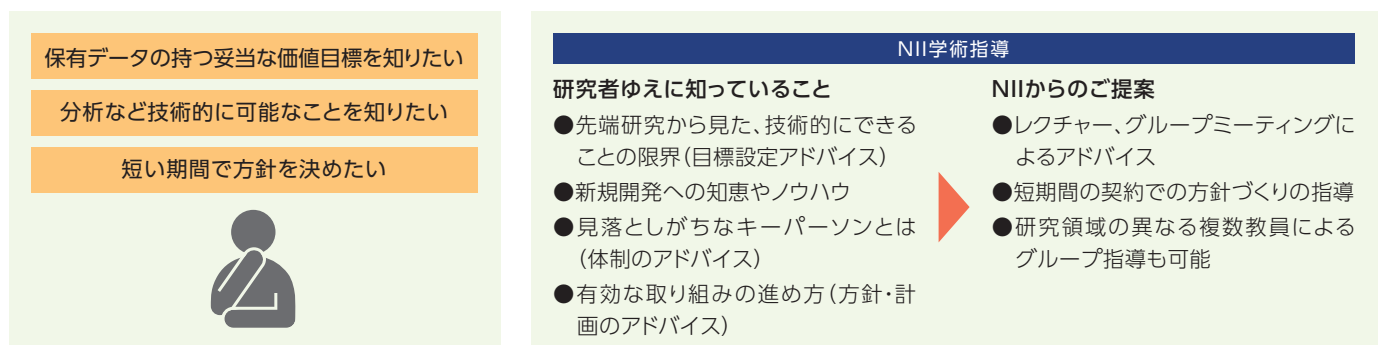 保有データの持つ妥当な価値目標を知りたい
分析など技術的に可能なことを知りたい
短い期間で方針を決めたい
NII学術指導
研究者ゆえに知っていること
●先端研究から見た、技術的にできる
ことの限界(目標設定アドバイス)
●新規開発への知恵やノウハウ
●見落としがちなキーパーソンとは
(体制のアドバイス)
●有効な取り組みの進め方(方針・計
画のアドバイス)
NIIからのご提案
●レクチャー、グループミーティングに
よるアドバイス
●短期間の契約での方針づくりの指導
●研究領域の異なる複数教員による
グループ指導も可能